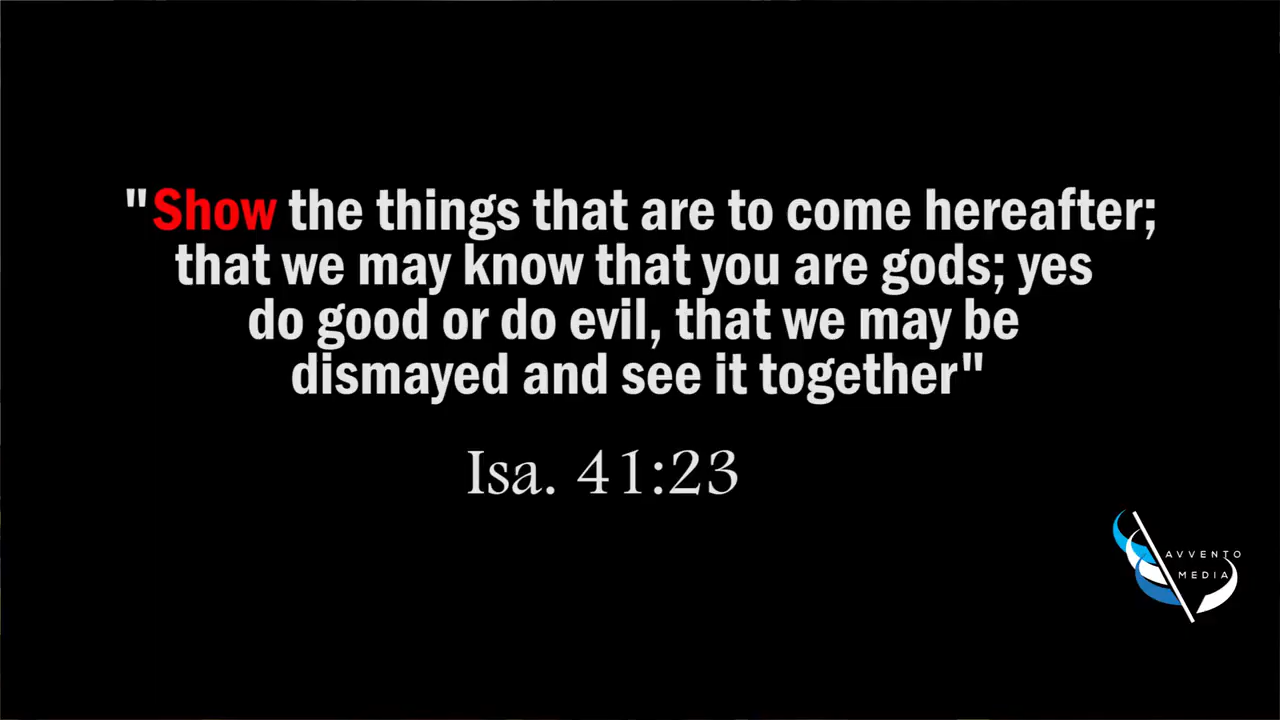 "Show the things that are to come hereafter;
that we may know that you are gods; yes
do good or do evil, that we may be
dismayed and see it together"
Isa. 41:23
AVVENTO
MEDIA